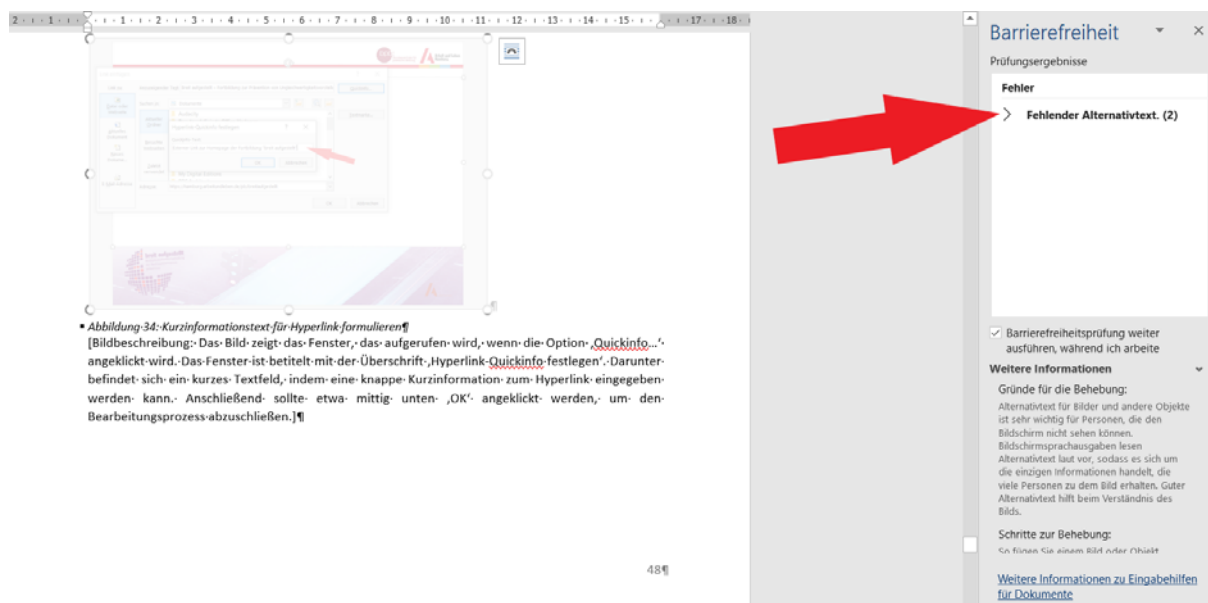 2 · 1 · 1 · 2 · 3 · 4 · 5 · 6 · 7 · 8 · 9 · 10 · 11 · 12 · 13 · 14 · 15 · 17 · 18
Abbildung·34:·Kurzinformationstext·für·Hyperlink·formulieren¶
[Bildbeschreibung:·Das·Bild·zeigt·das·Fenster,·das·aufgerufen·wird,·wenn·die·Option·‚Quickinfo…'·
angeklickt·wird.·Das·Fenster·ist·betitelt·mit·der·Überschrift·‚Hyperlink-Quickinfo·festlegen‘.·Darunter·
befindet·sich·ein·kurzes·Textfeld,·indem·eine·knappe·Kurzinformation·zum·Hyperlink·eingegeben·
werden·kann.·Anschließend·sollte·etwa·mittig·unten·‚OK‘·angeklickt·werden,·um·den·
Bearbeitungsprozess·abzuschließen.]¶
48¶
Barrierefreiheit
Prüfungsergebnisse
Fehler
Fehlender Alternativtext. (2)
Barrierefreiheitsprüfung weiter
ausführen, während ich arbeite
Weitere Informationen
Gründe für die Behebung:
Alternativtext für Bilder und andere Objekte
ist sehr wichtig für Personen, die den
Bildschirm nicht sehen können.
Bildschirmsprachausgaben lesen
Alternativtext laut vor, sodass es sich um
die einzigen Informationen handelt, die
viele Personen zu dem Bild erhalten. Guter
Alternativtext hilft beim Verständnis des
Bilds.
Schritte zur Behebung:
So fügen Sie einem Bild oder Objekt
Weitere Informationen zu Eingabehilfen
für Dokumente